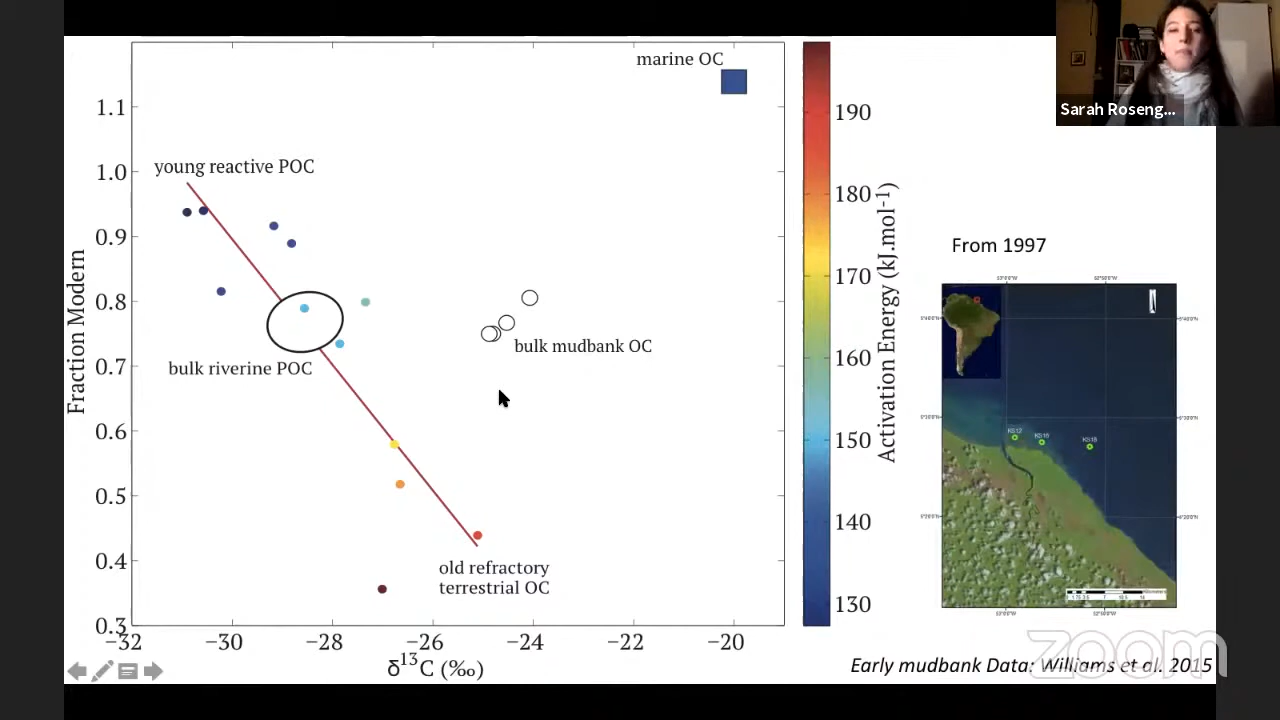 marine OC
young reactive POC
bulk riverine POC
bulk mudbank OC
old refractory
terrestrial OC
Fraction Modern
1.1
1.0
0.9
0.8
0.7
0.6
0.5
0.4
0.3
−32
−30
−28
−26
−24
−22
−20
δ13C (‰)
190
180
170
160
150
140
130
Activation Energy (kJ.mol-1)
Sarah Roseng...
From 1997
KS12
KS18
Early mudbank Data: Williams et al. 2015
zoom